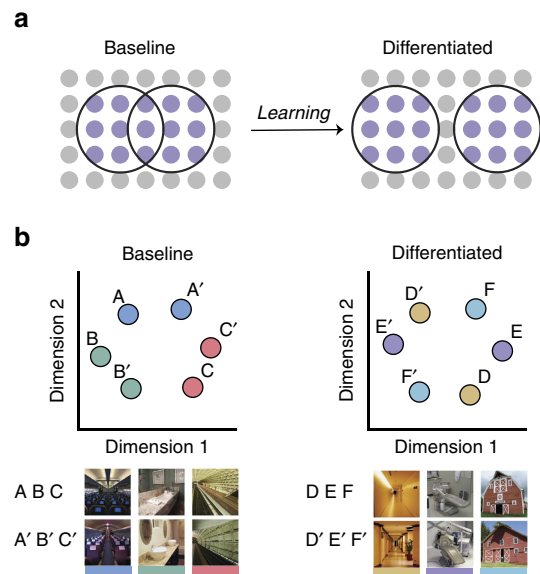 a
Baseline
Differentiated
Learning
b
Baseline
Differentiated
Dimension 2
A
A′
B
B′
C′
C
Dimension 1
Dimension 2
D′
F
E′
E
F′
D
Dimension 1
A B C
A′ B′ C′
D E F
D′ E′ F′